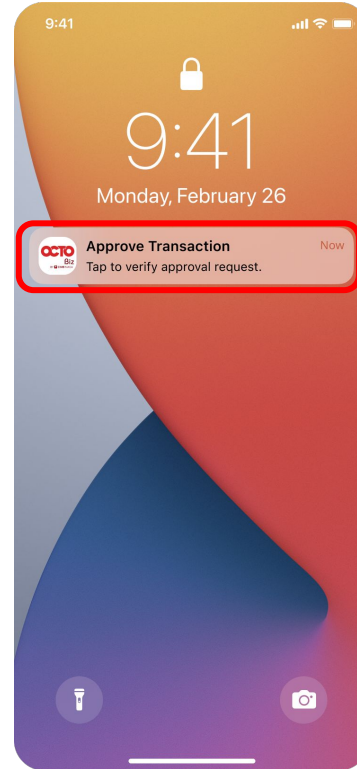 9:41
9:41
Monday, February 26
OCTO
Biz
Approve Transaction
Now
Tap to verify approval request.